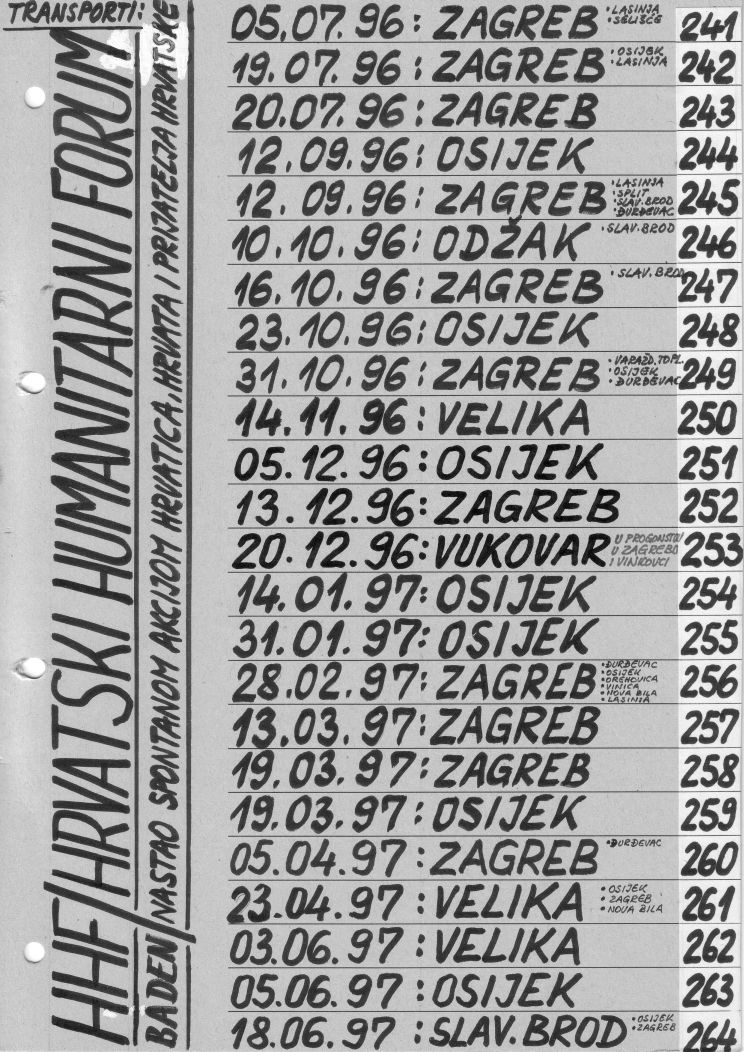 TRANSPORTI:
HHF/HRVATSKI HUMANITARNI FORUM
BADEN/NASTAO SPONTANOM AKCIJOM HRVATICA, HRVATA I PRIJATELJA HRVATSKE
05.07.96: ZAGREB •LASINJA •SELIŠĆE 241
19.07.96: ZAGREB •OSIJEK •LASINJA 242
20.07.96: ZAGREB 243
12.09.96: OSIJEK 244
12.09.96: ZAGREB •LASINJA •SPLIT •SLAV.BROD •ĐURĐEVAC 245
10.10.96: ODŽAK •SLAV.BROD 246
16.10.96: ZAGREB •SLAV.BROD 247
23.10.96: OSIJEK 248
31.10.96: ZAGREB •VARAŽD.TOPL. •OSIJEK •ĐURĐEVAC 249
14.11.96: VELIKA 250
05.12.96: OSIJEK 251
13.12.96: ZAGREB 252
20.12.96: VUKOVAR U PROGONSTVU U ZAGREBU I VINKOVCI 253
14.01.97: OSIJEK 254
31.01.97: OSIJEK 255
28.02.97: ZAGREB •ĐURĐEVAC •OSIJEK •OREHOVICA •VINICA •NOVA BILA •LASINJA 256
13.03.97: ZAGREB 257
19.03.97: ZAGREB 258
19.03.97: OSIJEK 259
05.04.97: ZAGREB •ĐURĐEVAC 260
23.04.97: VELIKA •OSIJEK •ZAGREB •NOVA BILA 261
03.06.97: VELIKA 262
05.06.97: OSIJEK 263
18.06.97: SLAV.BROD •OSIJEK •ZAGREB 264